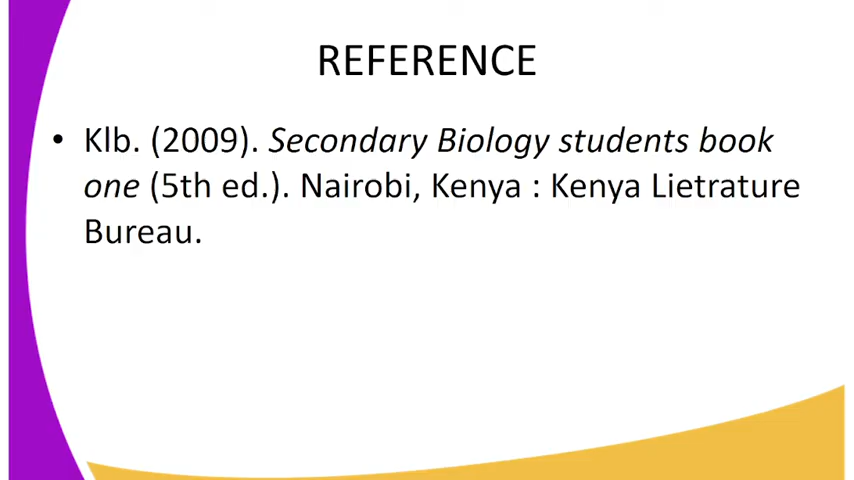 REFERENCE
• Klb. (2009). Secondary Biology students book
one (5th ed.). Nairobi, Kenya : Kenya Lietrature
Bureau.